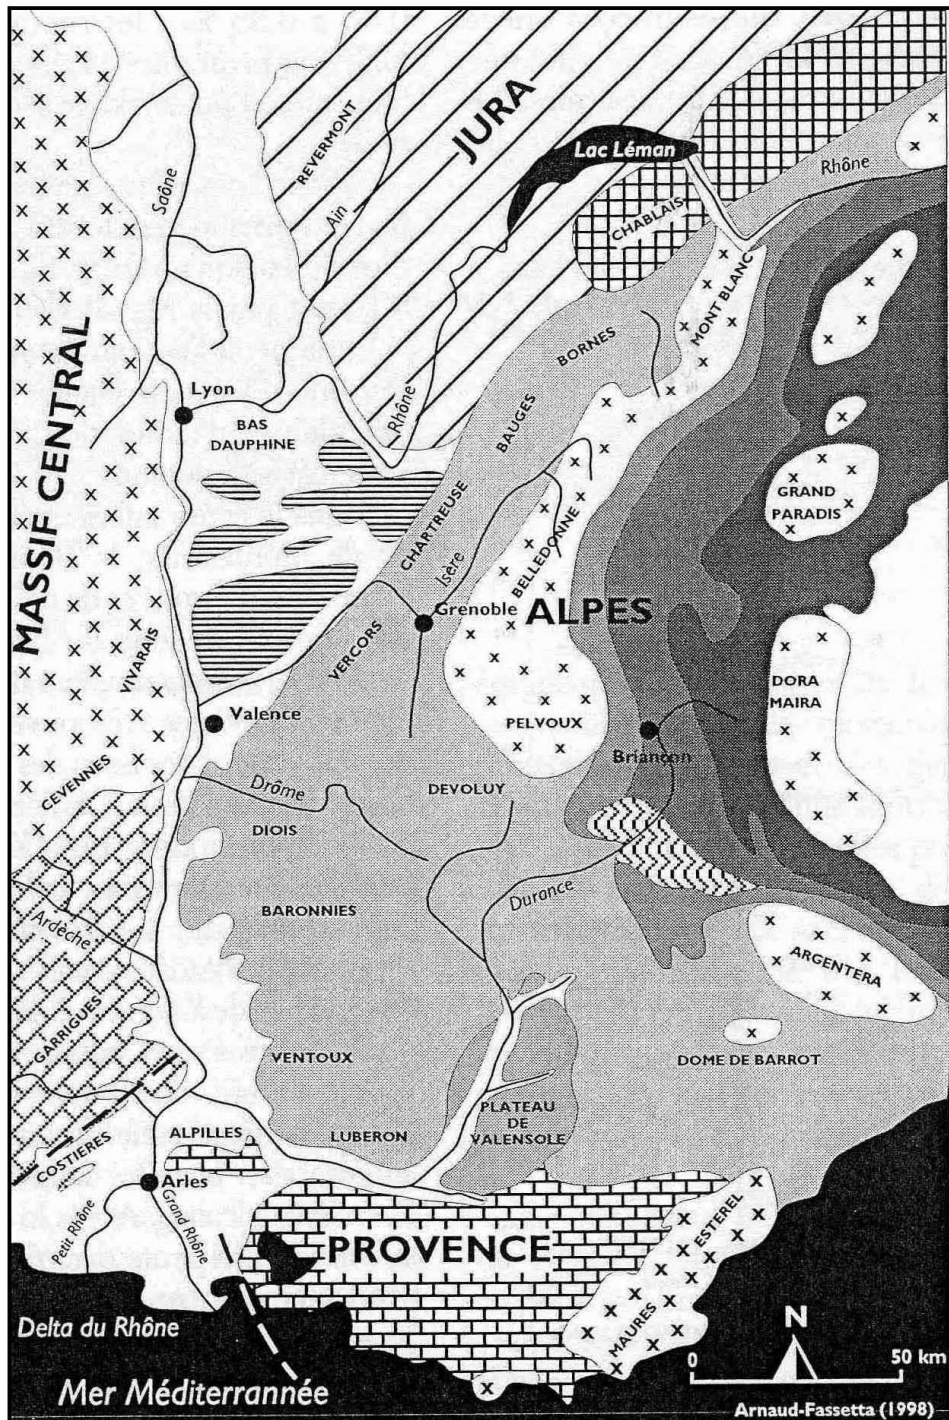 JURA
REVERMONT
Ain
Saône
Lac Léman
Rhône
CHABLAIS
MONT BLANC
BORNES
MASSIF CENTRAL
Lyon
BAS
DAUPHINE
Rhône
BAUGES
CHARTREUSE
GRAND
PARADIS
Isère
BELLEDONNE
Grenoble
ALPES
VIVARAIS
VERCORS
DORA
MAIRA
Valence
PELVOUX
Briançon
CEVENNES
Drôme
DEVOLUY
DIOIS
Durance
BARONNIES
Ardèche
ARGENTERA
GARRIGUES
VENTOUX
DOME DE BARROT
PLATEAU
DE
VALENSOLE
ALPILLES
LUBERON
COSTIERES
Arles
Petit Rhône
Grand Rhône
ESTEREL
PROVENCE
MAURES
Delta du Rhône
Mer Méditerrannée
N
0 50 km
Arnaud-Fassetta (1998)